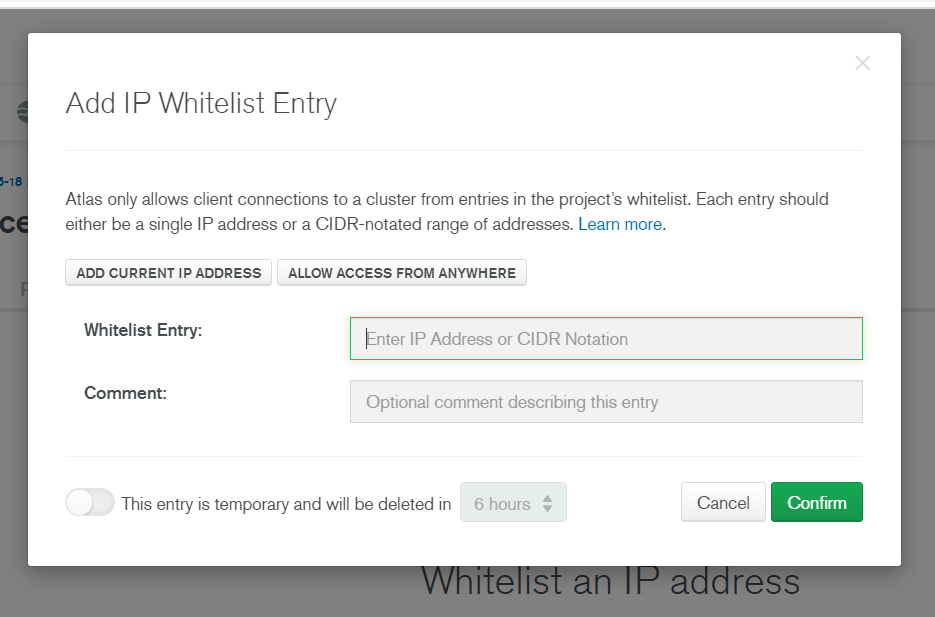 Add IP Whitelist Entry
5-18
Atlas only allows client connections to a cluster from entries in the project's whitelist. Each entry should
either be a single IP address or a CIDR-notated range of addresses. Learn more.
ce
ADD CURRENT IP ADDRESS ALLOW ACCESS FROM ANYWHERE
Whitelist Entry: Enter IP Address or CIDR Notation
Comment: Optional comment describing this entry
This entry is temporary and will be deleted in 6 hours Cancel Confirm
Whitelist an IP address